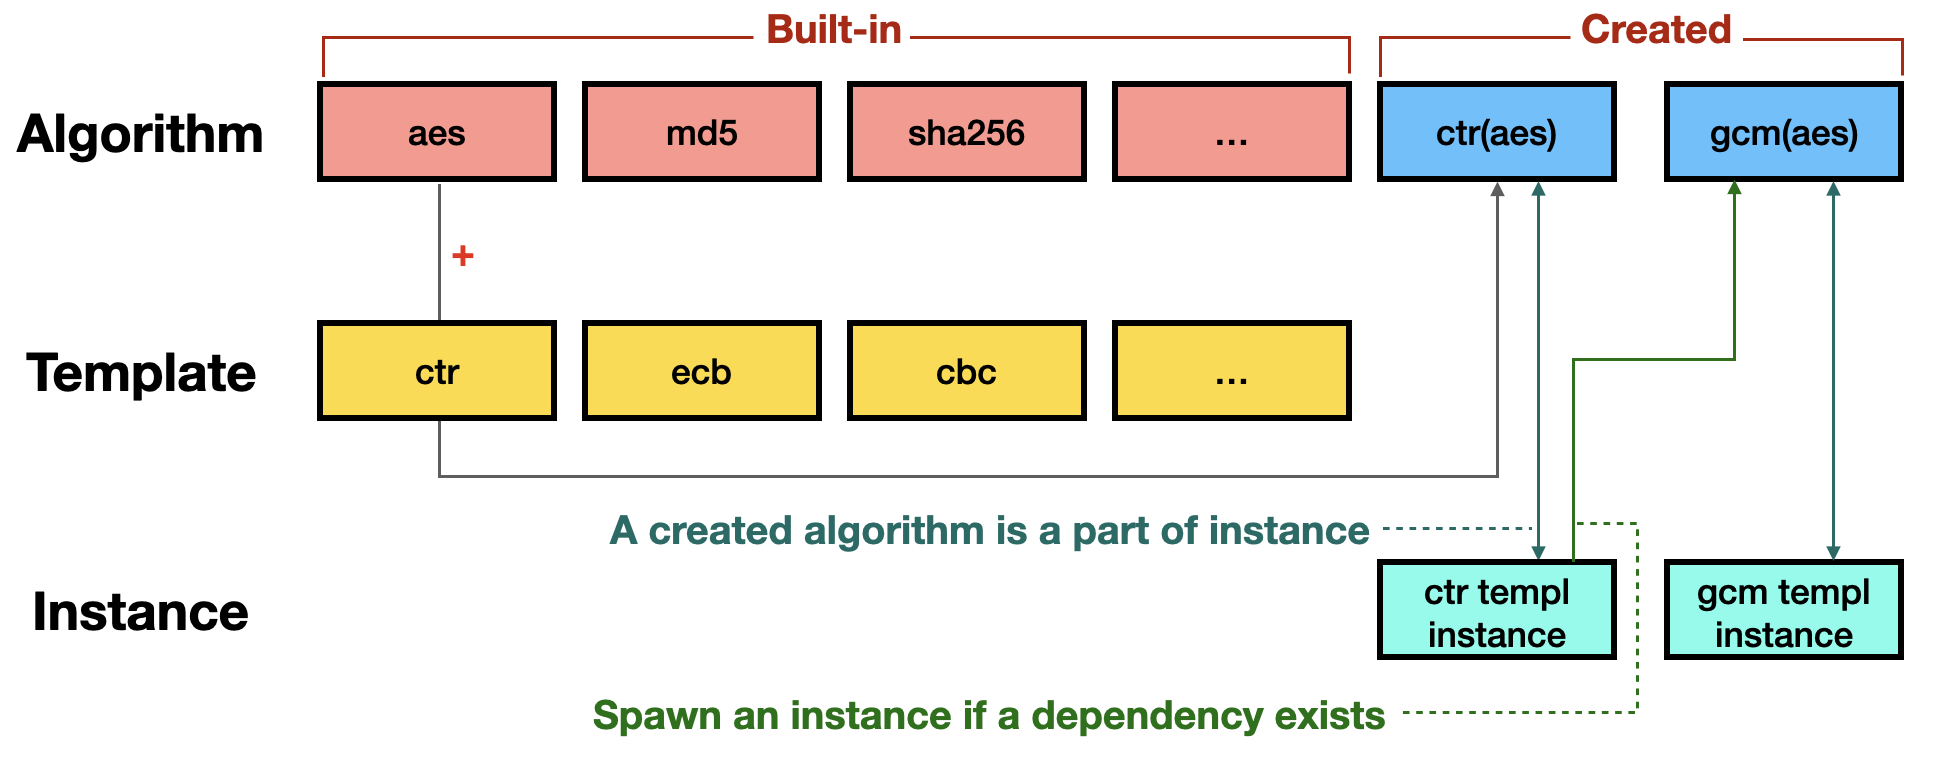 Built-in
Created
Algorithm
aes
md5
sha256
...
ctr(aes)
gcm(aes)
+
Template
ctr
ecb
cbc
...
A created algorithm is a part of instance
Instance
ctr templ
instance
gcm templ
instance
Spawn an instance if a dependency exists